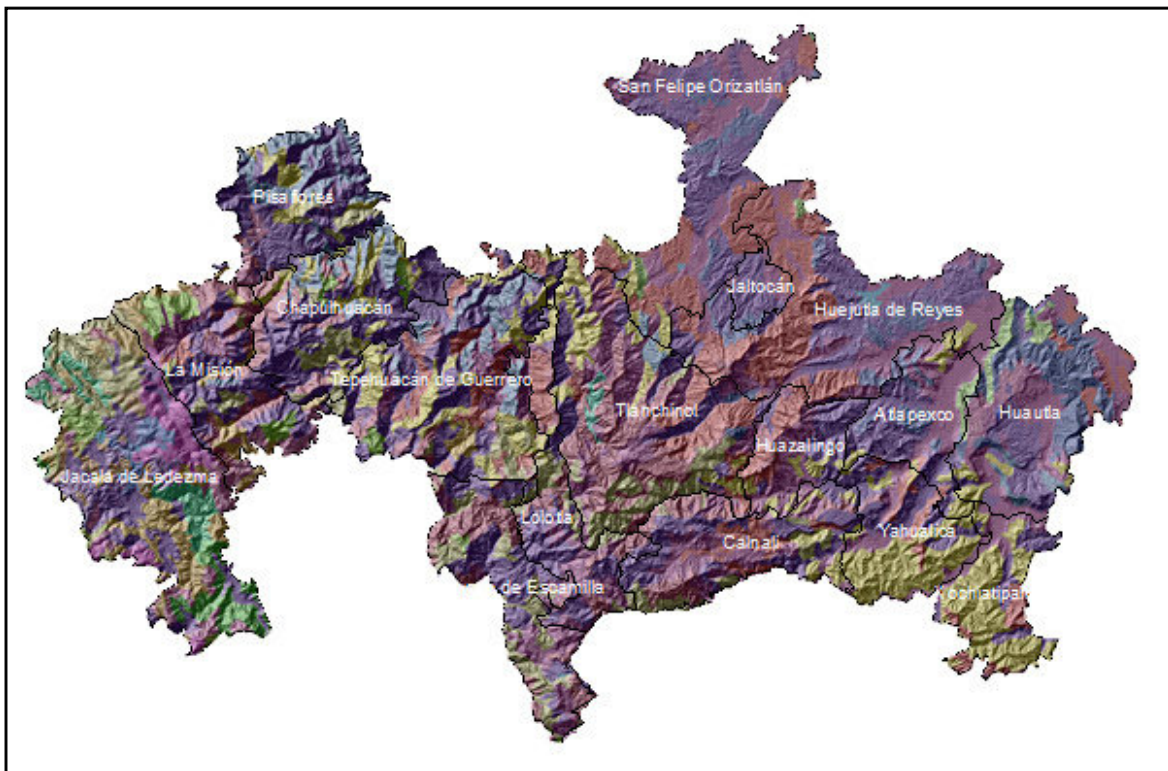 San Felipe Orizatlán
Pisaflores
Chapulhuacán
Jaltocán
Huejutla de Reyes
La Misión
Tepehuacán de Guerrero
Tlanchinol
Atlapexco
Huautla
Huazalingo
Jacala de Ledezma
Lolotla
Calnali
Yahualica
de Escamilla
Xochiatipan